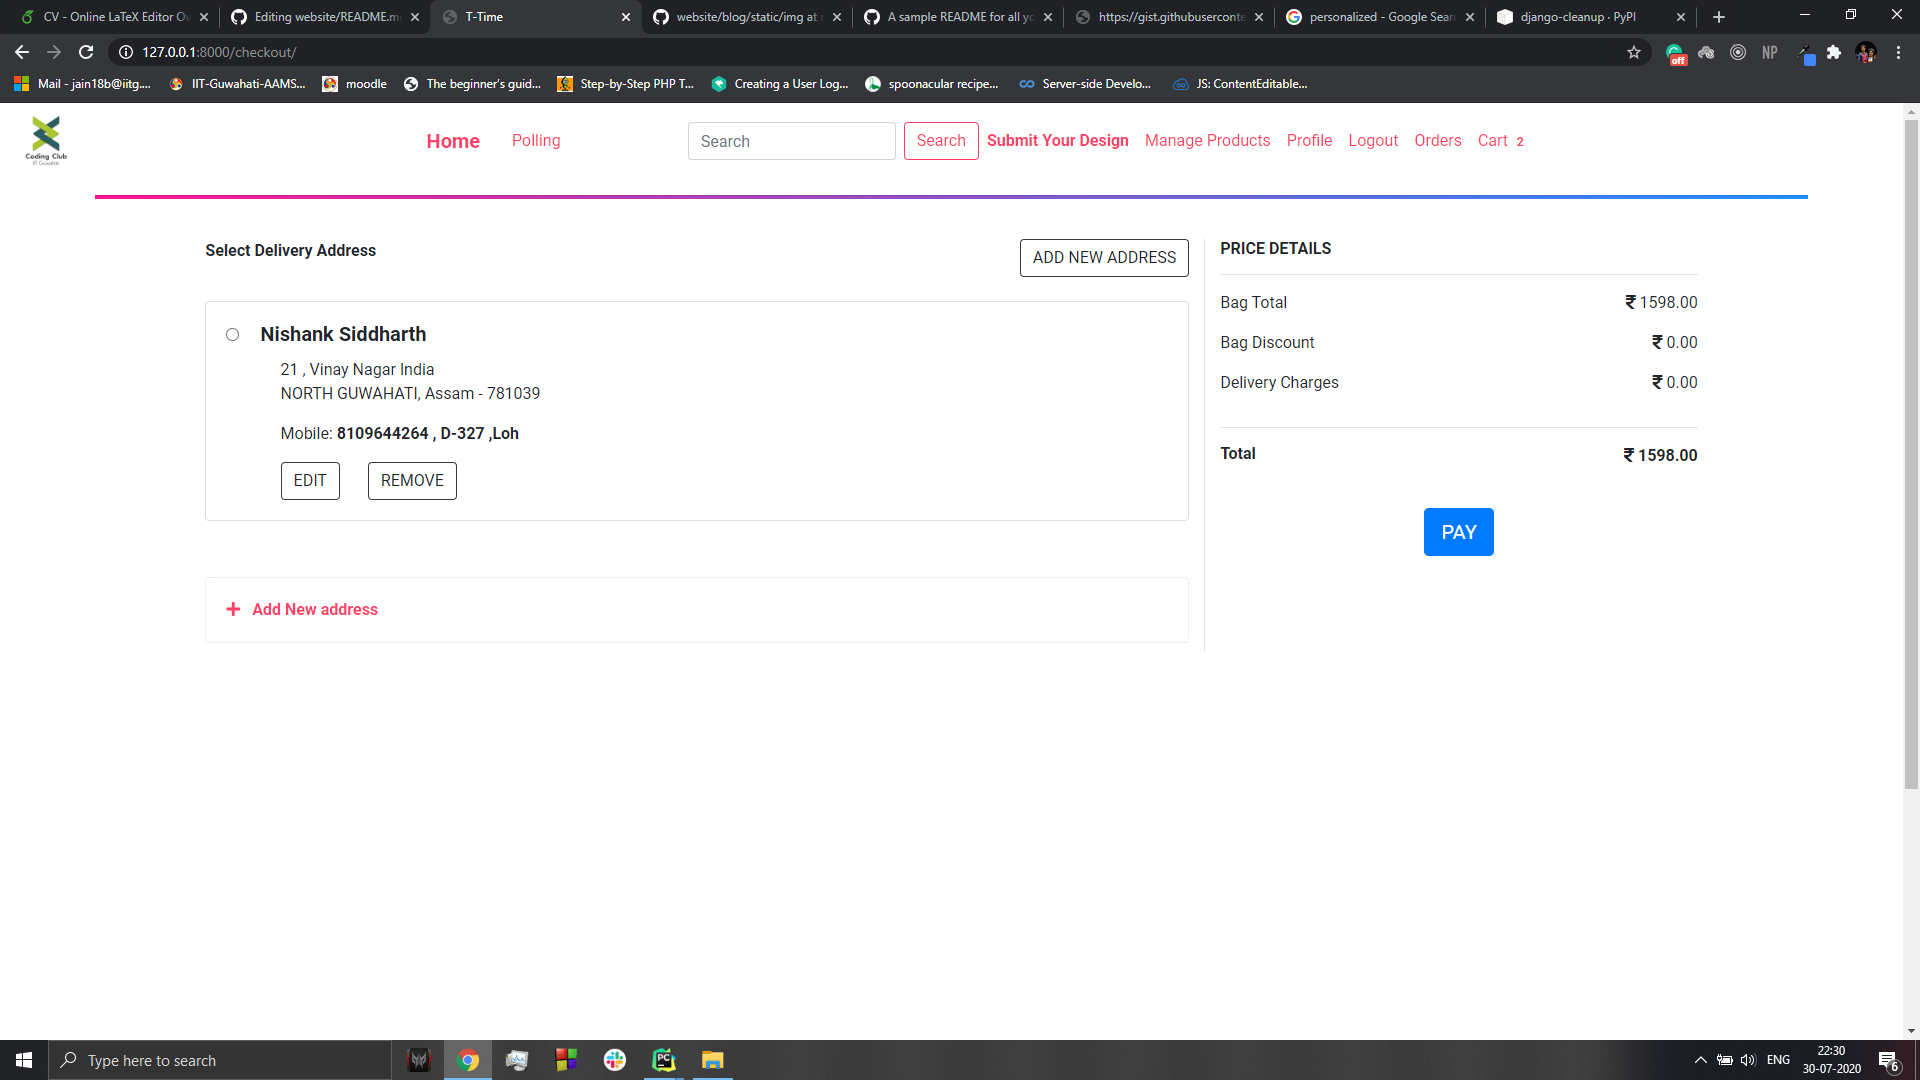 CV - Online LaTeX Editor Ov
Editing website/README.m
T-Time
website/blog/static/img at
A sample README for all yo
https://gist.githubuserconte
personalized - Google Sear
django-cleanup · PyPI
127.0.0.1:8000/checkout/
off
NP
Mail - jain18b@iitg....
IIT-Guwahati-AAMS...
moodle
The beginner's guid...
Step-by-Step PHP T...
Creating a User Log...
spoonacular recipe...
Server-side Develo...
JS: ContentEditable...
Coding Club
IIT Guwahati
Home
Polling
Search
Search
Submit Your Design
Manage Products
Profile
Logout
Orders
Cart 2
Select Delivery Address
ADD NEW ADDRESS
Nishank Siddharth
21 , Vinay Nagar India
NORTH GUWAHATI, Assam - 781039
Mobile: 8109644264 , D-327 ,Loh
EDIT
REMOVE
Add New address
PRICE DETAILS
Bag Total ₹ 1598.00
Bag Discount ₹ 0.00
Delivery Charges ₹ 0.00
Total ₹ 1598.00
PAY
Type here to search
PC
ENG
22:30
30-07-2020
6